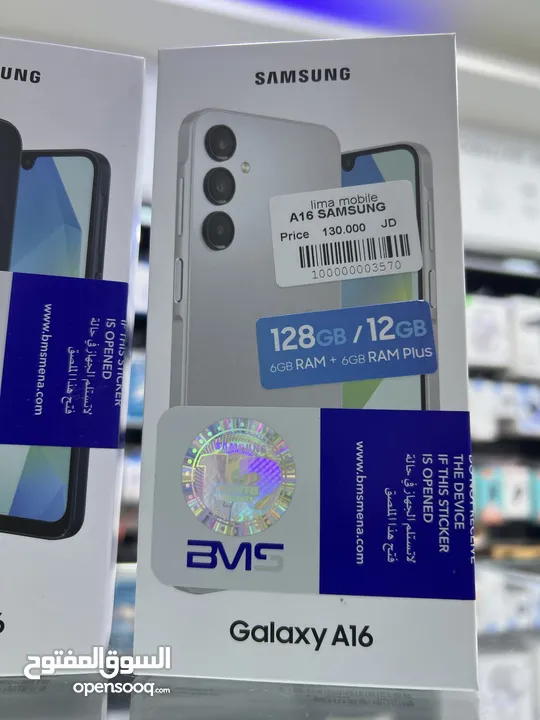 UNG
IF THIS STICKER
IS OPENED
لاتستلم الجهاز في حالة
فتح هذا الملصق
www.bmsmena.com
SAMSUNG
lima mobile
A16 SAMSUNG
Price 130.000 JD
100000003570
128GB / 12GB
6GB RAM + 6GB RAM Plus
BMS
DO NOT RECEIVE
THE DEVICE
IF THIS STICKER
IS OPENED
لاتستلم الجهاز في حالة
فتح هذا الملصق
www.bmsmena.com
Galaxy A16
السوق المفتوح
opensooq.com